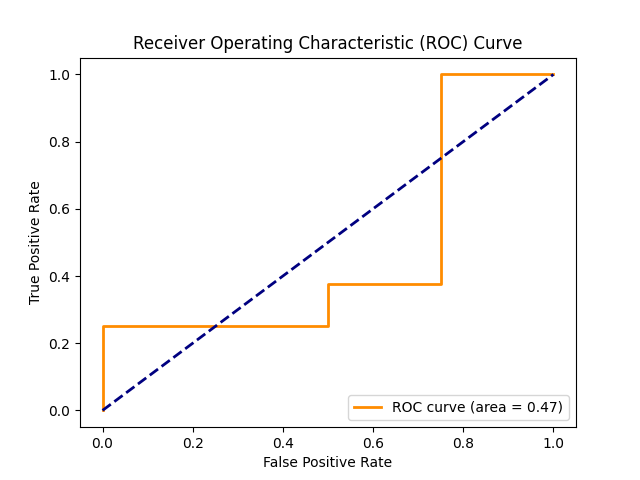 Receiver Operating Characteristic (ROC) Curve
1.0
0.8
0.6
0.4
0.2
0.0
True Positive Rate
ROC curve (area = 0.47)
0.0 0.2 0.4 0.6 0.8 1.0
False Positive Rate